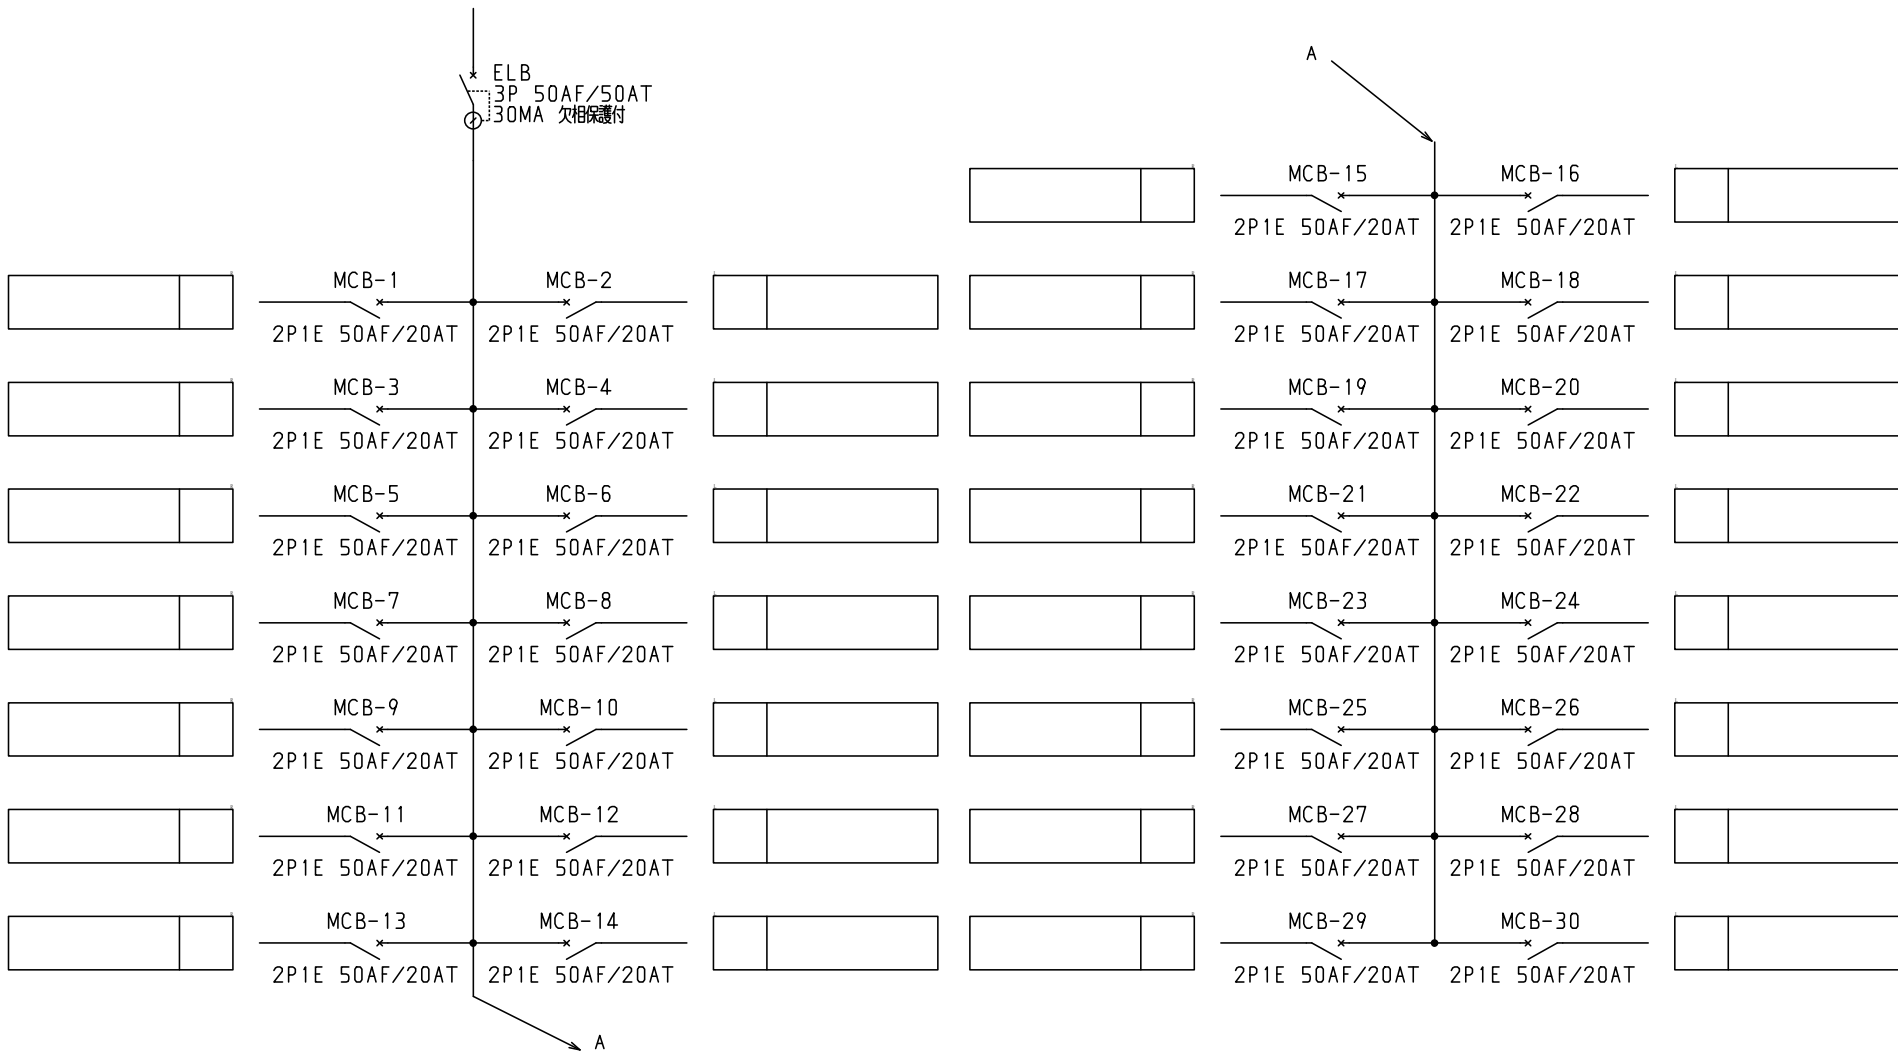 ELB
3P 50AF/50AT
30MA 欠相保護付
MCB-1 MCB-2
2P1E 50AF/20AT 2P1E 50AF/20AT
MCB-3 MCB-4
2P1E 50AF/20AT 2P1E 50AF/20AT
MCB-5 MCB-6
2P1E 50AF/20AT 2P1E 50AF/20AT
MCB-7 MCB-8
2P1E 50AF/20AT 2P1E 50AF/20AT
MCB-9 MCB-10
2P1E 50AF/20AT 2P1E 50AF/20AT
MCB-11 MCB-12
2P1E 50AF/20AT 2P1E 50AF/20AT
MCB-13 MCB-14
2P1E 50AF/20AT 2P1E 50AF/20AT
A
A
MCB-15 MCB-16
2P1E 50AF/20AT 2P1E 50AF/20AT
MCB-17 MCB-18
2P1E 50AF/20AT 2P1E 50AF/20AT
MCB-19 MCB-20
2P1E 50AF/20AT 2P1E 50AF/20AT
MCB-21 MCB-22
2P1E 50AF/20AT 2P1E 50AF/20AT
MCB-23 MCB-24
2P1E 50AF/20AT 2P1E 50AF/20AT
MCB-25 MCB-26
2P1E 50AF/20AT 2P1E 50AF/20AT
MCB-27 MCB-28
2P1E 50AF/20AT 2P1E 50AF/20AT
MCB-29 MCB-30
2P1E 50AF/20AT 2P1E 50AF/20AT